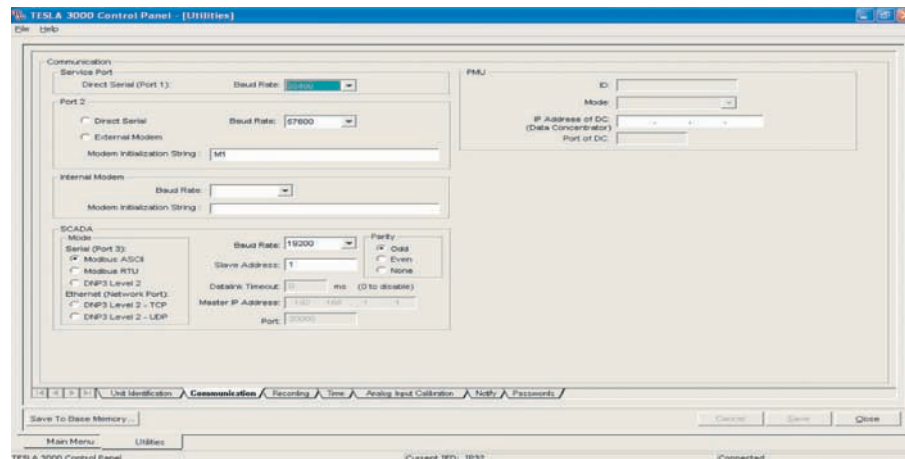 TESLA 3000 Control Panel - [Utilities]
File Help
Communication
Service Port
Direct Serial (Port 1):
Baud Rate:
Port 2
Direct Serial
Baud Rate: 57600
External Modem
Modem Initialization String : M1
Internal Modem
Baud Rate:
Modem Initialization String :
SCADA
Mode
Serial (Port 3):
Modbus ASCII
Modbus RTU
DNP3 Level 2
Ethernet (Network Port):
DNP3 Level 2 - TCP
DNP3 Level 2 - UDP
Baud Rate: 19200
Slave Address: 1
Datalink Timeout: 0 ms (0 to disable)
Master IP Address:
Port: 20000
Parity
Odd
Even
None
PMU
ID:
Mode:
IP Address of DC:
(Data Concentrator)
Port of DC:
Unit Identification Communication Recording Time Analog Input Calibration Notify Passwords
Save To Base Memory... Cancel Save Close
Main Menu Utilities
TESLA 3000 Control Panel Current IED: Connected